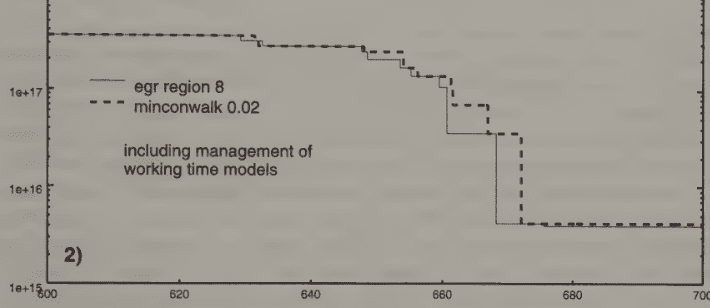 1e+17
egr region 8
minconwalk 0.02
including management of
working time models
1e+16
2)
1e+15
600 620 640 660 680 700